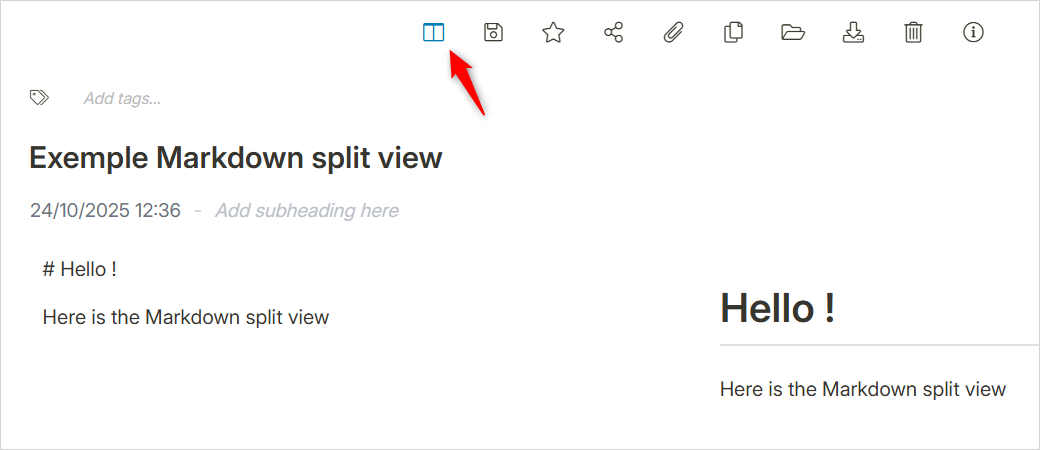 Add tags...
Exemple Markdown split view
24/10/2025 12:36 - Add subheading here
# Hello !
Here is the Markdown split view
Hello !
Here is the Markdown split view